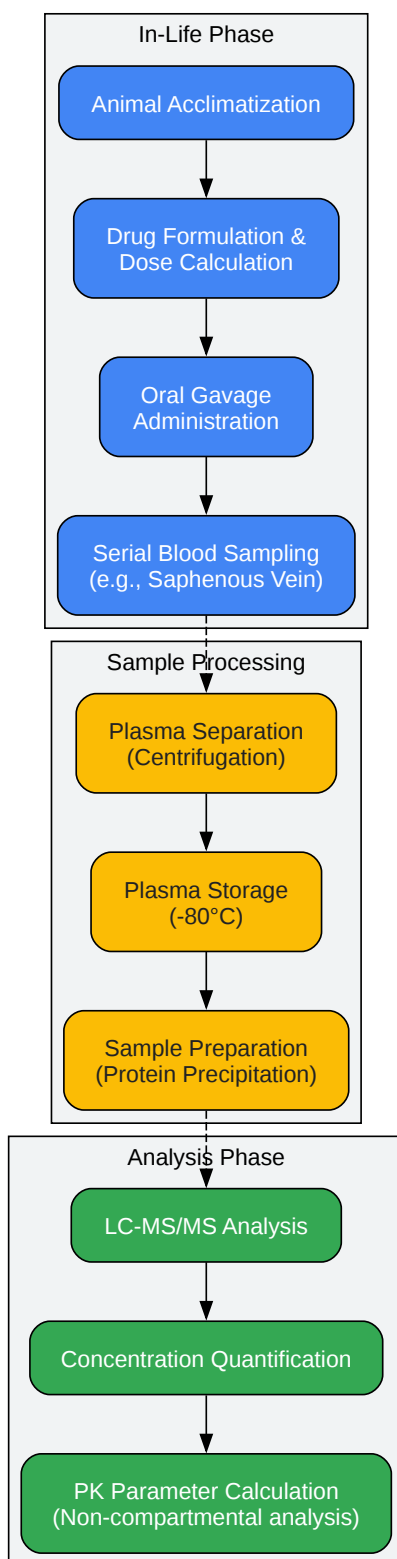 In-Life Phase
Animal Acclimatization
Drug Formulation &
Dose Calculation
Oral Gavage
Administration
Serial Blood Sampling
(e.g., Saphenous Vein)
Sample Processing
Plasma Separation
(Centrifugation)
Plasma Storage
(-80°C)
Sample Preparation
(Protein Precipitation)
Analysis Phase
LC-MS/MS Analysis
Concentration Quantification
PK Parameter Calculation
(Non-compartmental analysis)